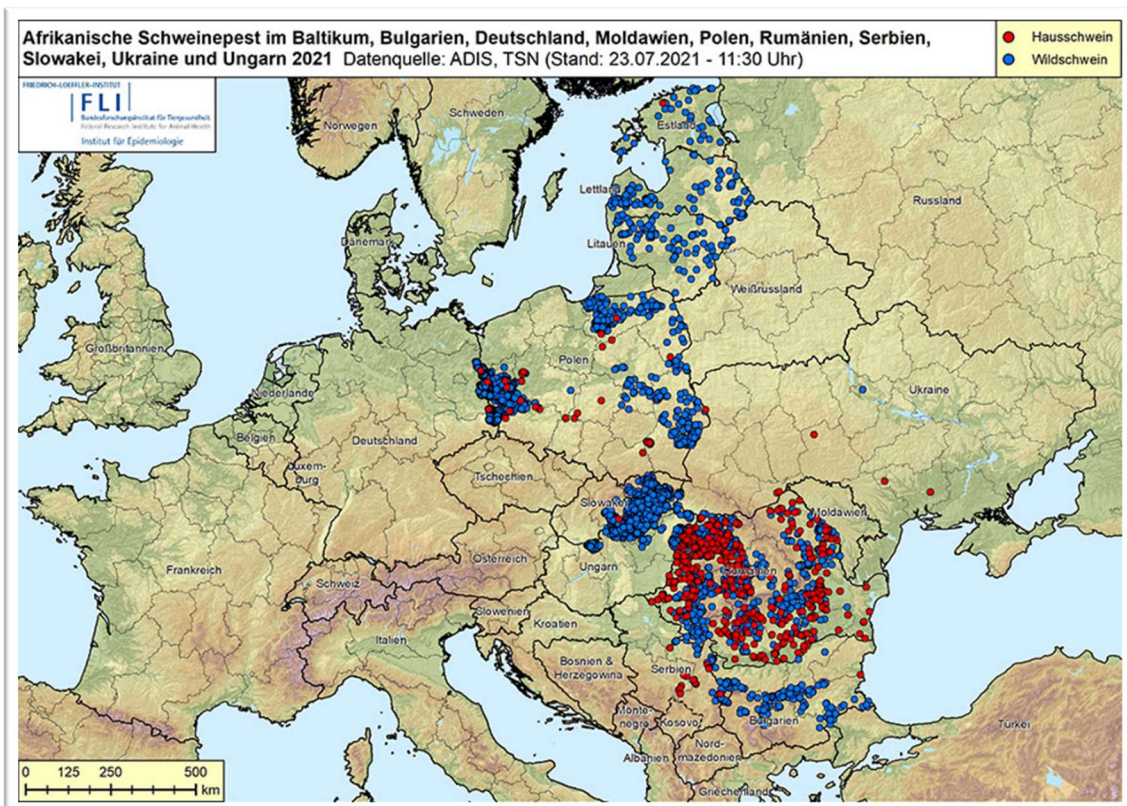 Afrikanische Schweinepest im Baltikum, Bulgarien, Deutschland, Moldawien, Polen, Rumänien, Serbien,
Slowakei, Ukraine und Ungarn 2021 Datenquelle: ADIS, TSN (Stand: 23.07.2021 - 11:30 Uhr)
Hausschwein
Wildschwein
FRIEDRICH-LOEFFLER-INSTITUT
FLI
Bundesforschungsinstitut für Tiergesundheit
Federal Research Institute for Animal Health
Institut für Epidemiologie
Norwegen
Schweden
Estland
Lettland
Russland
Dänemark
Litauen
Weißrussland
Großbritannien
Polen
Niederlande
Ukraine
Belgien
Deutschland
Luxem-
burg
Tschechien
Slowakei
Moldawien
Frankreich
Österreich
Ungarn
Rumänien
Schweiz
Slowenien
Kroatien
Italien
Bosnien &
Herzegowina
Serbien
Monte-
negro
Kosovo
Bulgarien
Türkei
Nord-
mazedonien
Albanien
Griechenland
0 125 250 500
km